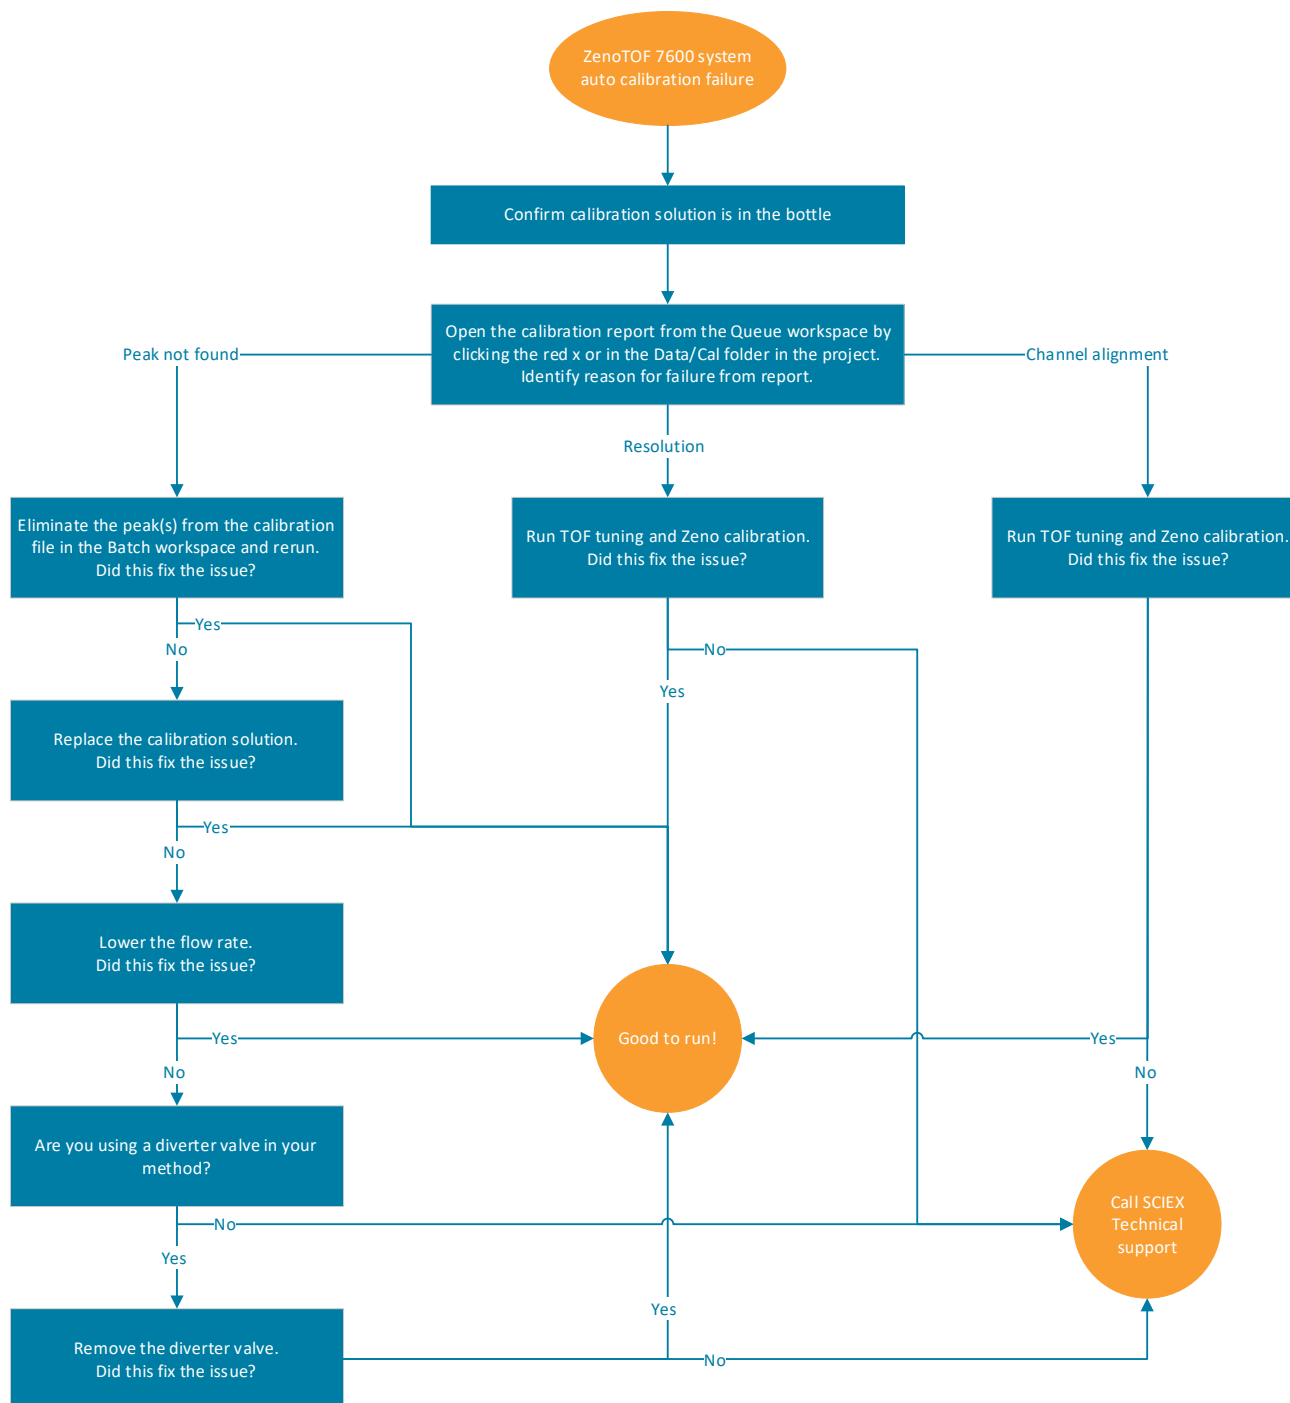 ZenoTOF 7600 system
auto calibration failure
Confirm calibration solution is in the bottle
Open the calibration report from the Queue workspace by
clicking the red x or in the Data/Cal folder in the project.
Identify reason for failure from report.
Peak not found
Channel alignment
Resolution
Eliminate the peak(s) from the calibration
file in the Batch workspace and rerun.
Did this fix the issue?
Run TOF tuning and Zeno calibration.
Did this fix the issue?
Run TOF tuning and Zeno calibration.
Did this fix the issue?
Yes
No
No
Yes
Replace the calibration solution.
Did this fix the issue?
Yes
No
Lower the flow rate.
Did this fix the issue?
Yes
Good to run!
Yes
No
No
Are you using a diverter valve in your
method?
Call SCIEX
Technical
support
No
Yes
Yes
Remove the diverter valve.
Did this fix the issue?
No